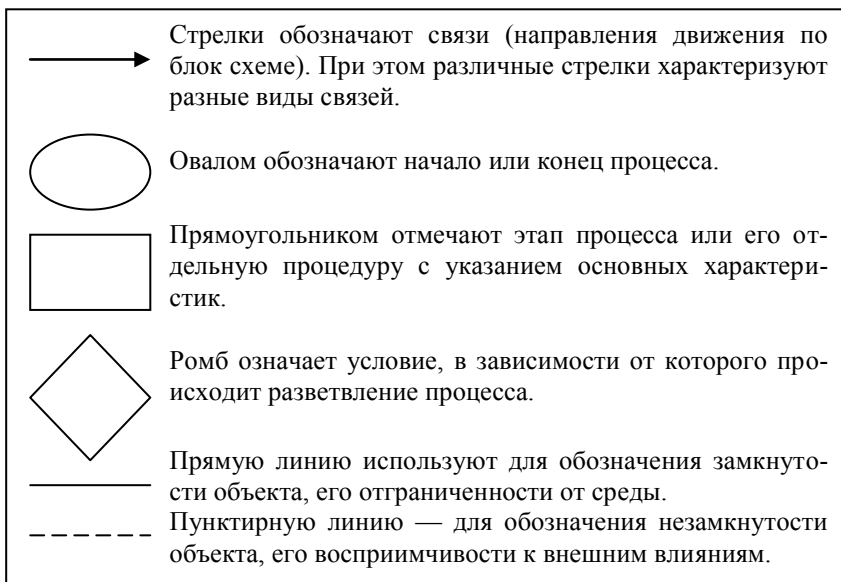 Стрелки обозначают связи (направления движения по
блок схеме). При этом различные стрелки характеризуют
разные виды связей.
Овалом обозначают начало или конец процесса.
Прямоугольником отмечают этап процесса или его от-
дельную процедуру с указанием основных характери-
стик.
Ромб означает условие, в зависимости от которого про-
исходит разветвление процесса.
Прямую линию используют для обозначения замкнуто-
сти объекта, его отграниченности от среды.
Пунктирную линию — для обозначения незамкнутости
объекта, его восприимчивости к внешним влияниям.